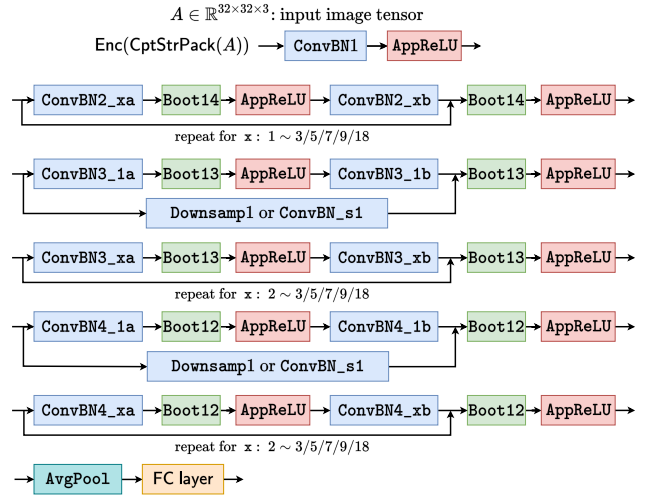 A ∈ ℝ^{32×32×3}: input image tensor
Enc(CptStrPack(A)) ConvBN1 AppReLU
ConvBN2_xa Boot14 AppReLU ConvBN2_xb Boot14 AppReLU
repeat for x : 1 ∼ 3/5/7/9/18
ConvBN3_1a Boot13 AppReLU ConvBN3_1b Boot13 AppReLU
Downsamp1 or ConvBN_s1
ConvBN3_xa Boot13 AppReLU ConvBN3_xb Boot13 AppReLU
repeat for x : 2 ∼ 3/5/7/9/18
ConvBN4_1a Boot12 AppReLU ConvBN4_1b Boot12 AppReLU
Downsamp1 or ConvBN_s1
ConvBN4_xa Boot12 AppReLU ConvBN4_xb Boot12 AppReLU
repeat for x : 2 ∼ 3/5/7/9/18
AvgPool FC layer